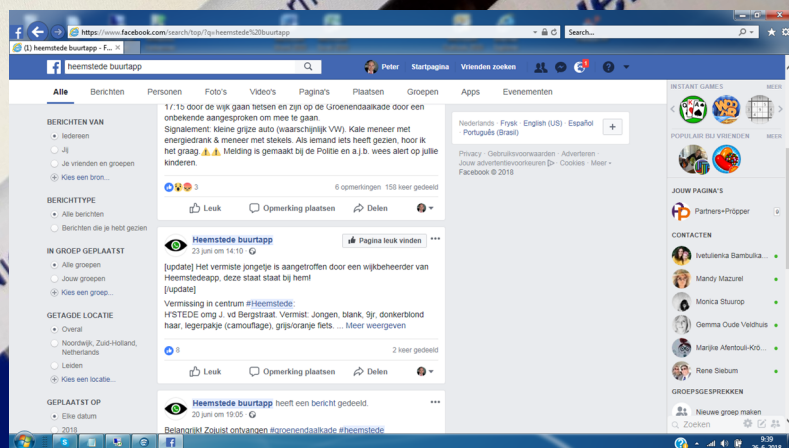 https://www.facebook.com/search/top/?q=heemstede%20buurtapp
Search...
(1) heemstede buurtapp - F...
heemstede buurtapp
Peter Startpagina Vrienden zoeken
Alle Berichten Personen Foto's Video's Pagina's Plaatsen Groepen Apps Evenementen
BERICHTEN VAN
Iedereen
Jij
Je vrienden en groepen
Kies een bron...
BERICHTTYPE
Alle berichten
Berichten die je hebt gezien
IN GROEP GEPLAATST
Alle groepen
Jouw groepen
Kies een groep...
GETAGDE LOCATIE
Overal
Noordwijk, Zuid-Holland,
Netherlands
Leiden
Kies een locatie...
GEPLAATST OP
Elke datum
2018
17:15 door de wijk gaan fietsen en zijn op de Groenendaalkade door een
onbekende aangesproken om mee te gaan.
Signalement: kleine grijze auto (waarschijnlijk VW). Kale meneer met
energiedrank & meneer met stekels. Als iemand iets heeft gezien, hoor ik
het graag. Melding is gemaakt bij de Politie en a.j.b. wees alert op jullie
kinderen.
3
6 opmerkingen 158 keer gedeeld
Leuk Opmerking plaatsen Delen
Heemstede buurtapp
23 juni om 14:10
Pagina leuk vinden
[update] Het vermiste jongetje is aangetroffen door een wijkbeheerder van
Heemstedeapp, deze staat staat bij hem!
[/update]
Vermissing in centrum #Heemstede:
H'STEDE omg J. vd Bergstraat. Vermist: Jongen, blank, 9jr, donkerblond
haar, legerpakje (camouflage), grijs/oranje fiets. ... Meer weergeven
8
2 keer gedeeld
Leuk Opmerking plaatsen Delen
Heemstede buurtapp heeft een bericht gedeeld.
20 juni om 19:05
Belangrijk! Zojuist ontvangen #groenendaalkade #heemstede
Nederlands · Frysk · English (US) · Español
· Português (Brasil)
Privacy · Gebruiksvoorwaarden · Adverteren ·
Jouw advertentievoorkeuren · Cookies · Meer
Facebook © 2018
INSTANT GAMES MEER
POPULAIR BIJ VRIENDEN MEER
JOUW PAGINA'S
Partners+Pröpper
CONTACTEN
Ivetulienka Bambulka...
Mandy Mazurel
Monica Stuurop
Gemma Oude Veldhuis
Marijke Afentouli-Krö...
Rene Siebum
GROEPSGESPREKKEN
Nieuwe groep maken
Zoeken
9:39
26-6-2018